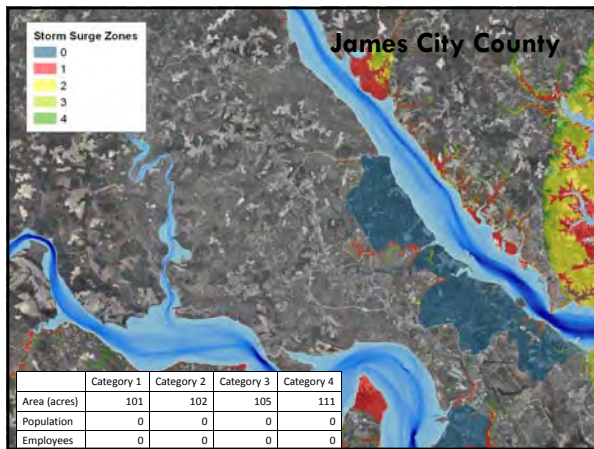 James City County
Storm Surge Zones
0
1
2
3
4
Category 1 Category 2 Category 3 Category 4
Area (acres) 101 102 105 111
Population 0 0 0 0
Employees 0 0 0 0